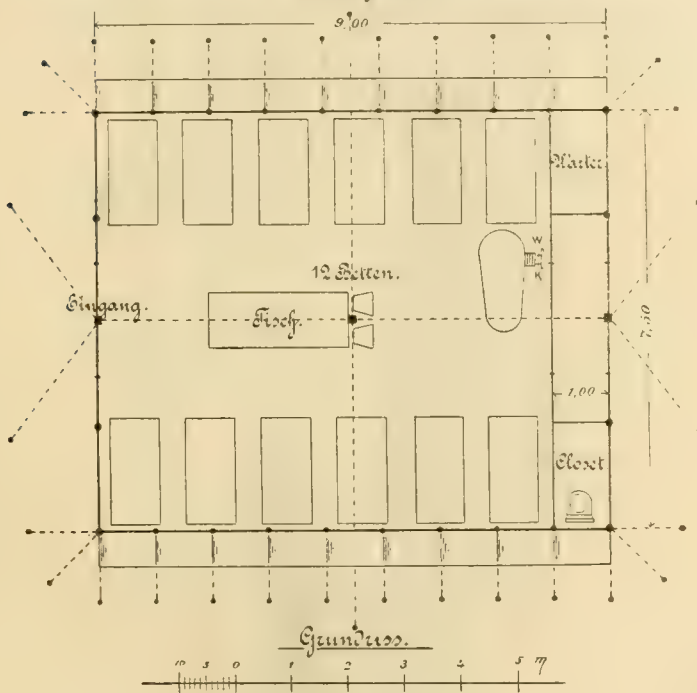 9,00
Wärter
12 Betten.
W
K
Eingang.
Tisch.
7,50
1,00
Closet
Grundriss.
10 5 0 1 2 3 4 5 m